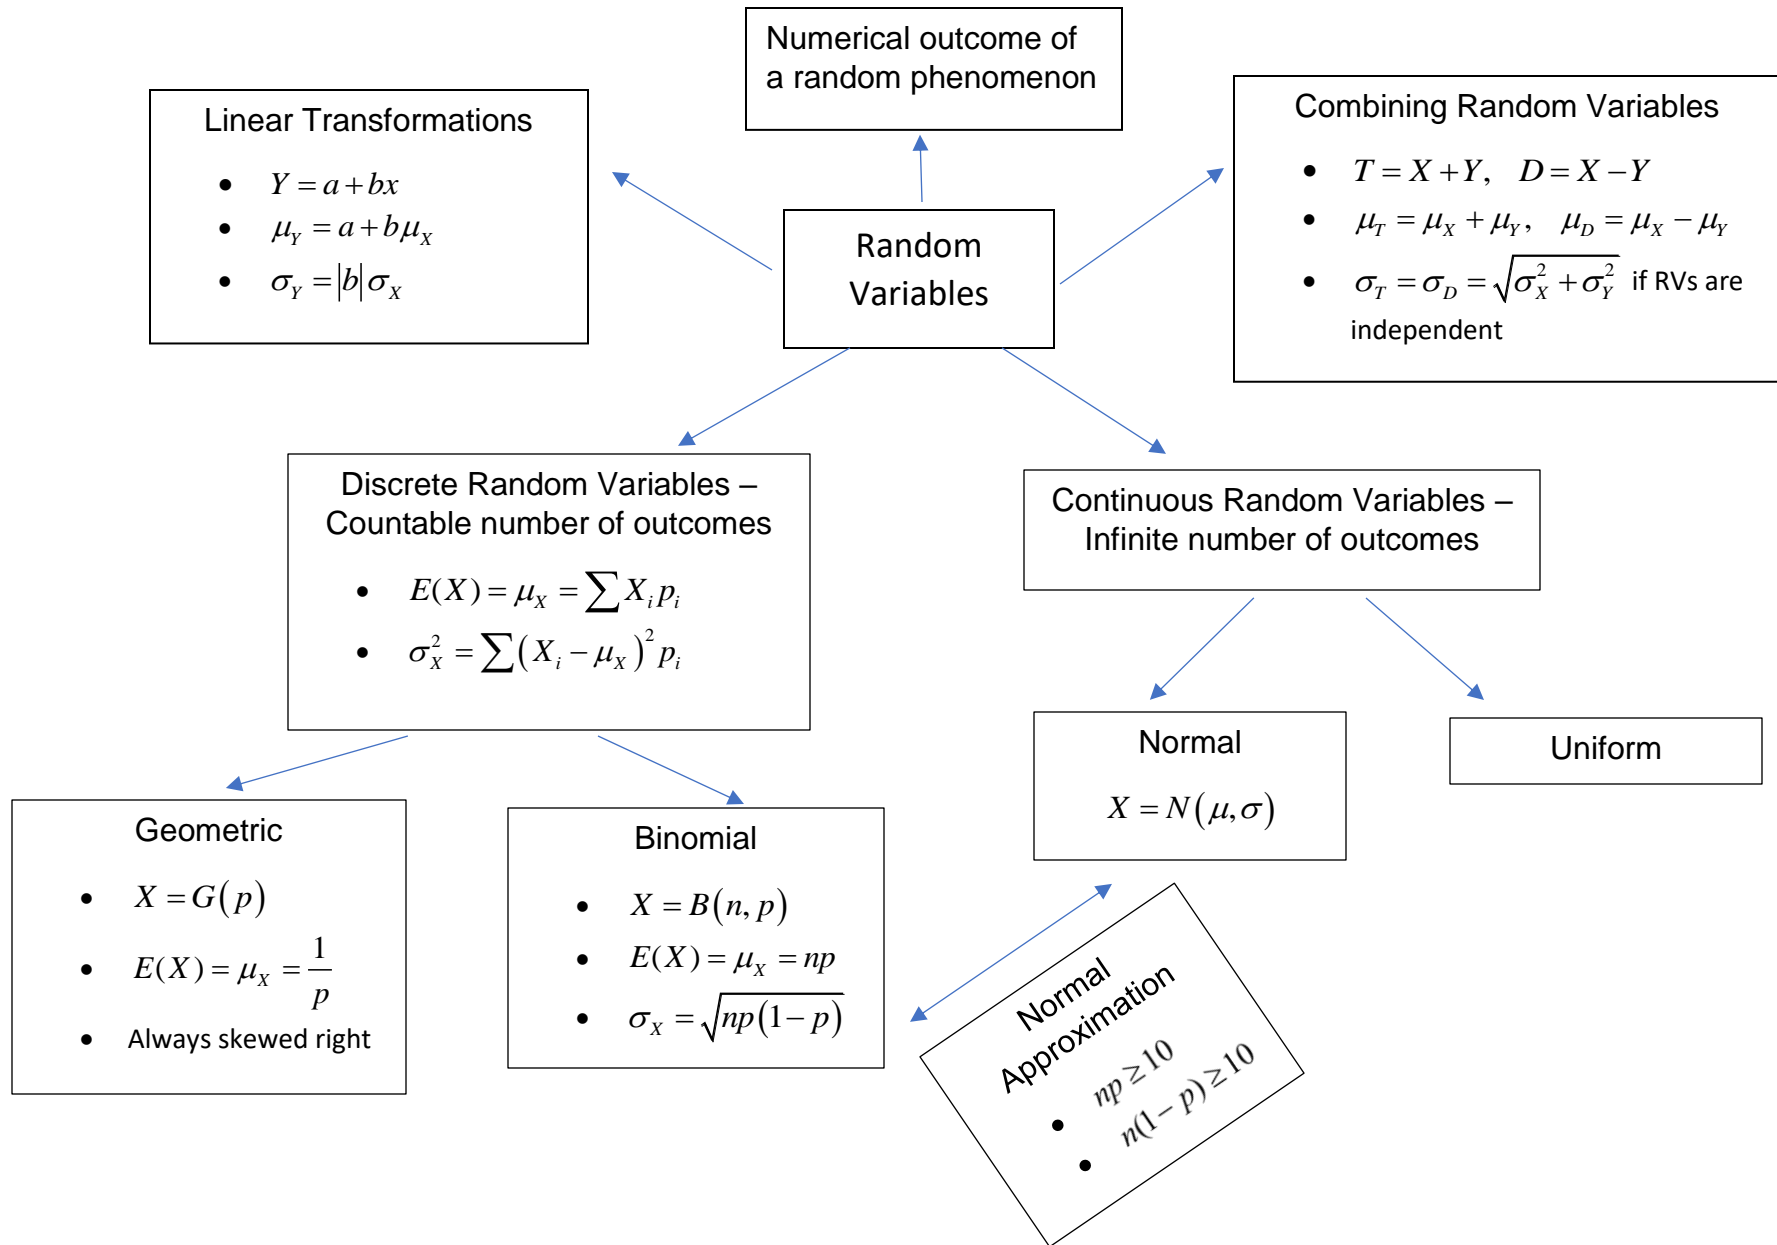 Numerical outcome of
a random phenomenon
Linear Transformations
• Y = a + bx
• μ_Y = a + bμ_X
• σ_Y = |b|σ_X
Combining Random Variables
• T = X + Y, D = X − Y
• μ_T = μ_X + μ_Y, μ_D = μ_X − μ_Y
• σ_T = σ_D = √(σ_X² + σ_Y²) if RVs are
independent
Random
Variables
Discrete Random Variables –
Countable number of outcomes
• E(X) = μ_X = ∑ X_i p_i
• σ_X² = ∑(X_i − μ_X)² p_i
Continuous Random Variables –
Infinite number of outcomes
Normal
X = N(μ,σ)
Uniform
Geometric
• X = G(p)
• E(X) = μ_X = 1/p
• Always skewed right
Binomial
• X = B(n, p)
• E(X) = μ_X = np
• σ_X = √(np(1−p))
Normal
Approximation
• np ≥ 10
• n(1− p) ≥ 10